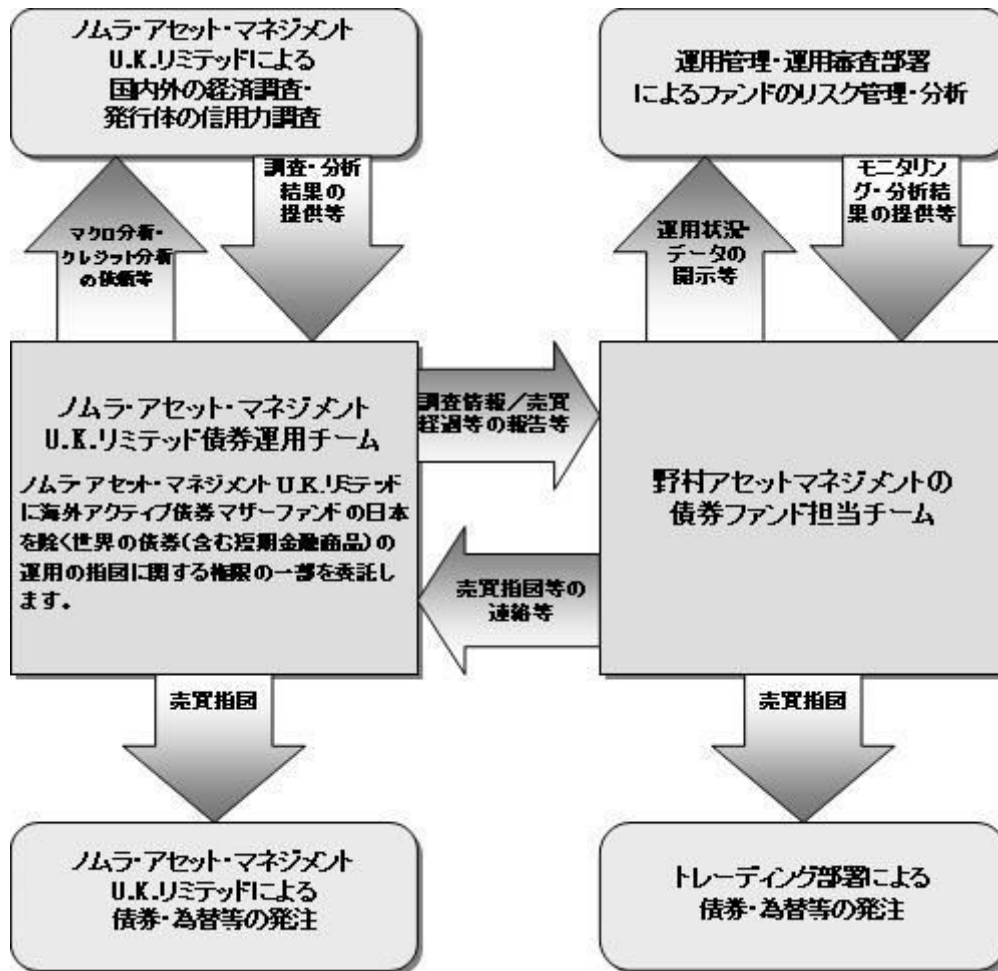 ノムラ・アセット・マネジメント
U.K.リミテッドによる
国内外の経済調査・
発行体の信用力調査
運用管理・運用審査部署
によるファンドのリスク管理・分析
マクロ分析・
クレジット分析
の依頼等
調査・分析
結果の
提供等
運用状況・
データの
開示等
モニタリン
グ・分析結
果の提供等
ノムラ・アセット・マネジメント
U.K.リミテッド債券運用チーム
ノムラ・アセット・マネジメント U.K.リミテッド
に海外アクティブ債券マザーファンドの日本
を除く世界の債券(含む短期金融商品)の
運用の指図に関する権限の一部を委託し
ます。
調査情報/売買
経過等の報告等
売買指図等の
連絡等
野村アセットマネジメントの
債券ファンド担当チーム
売買指図
売買指図
ノムラ・アセット・マネジメント
U.K.リミテッドによる
債券・為替等の発注
トレーディング部署による
債券・為替等の発注